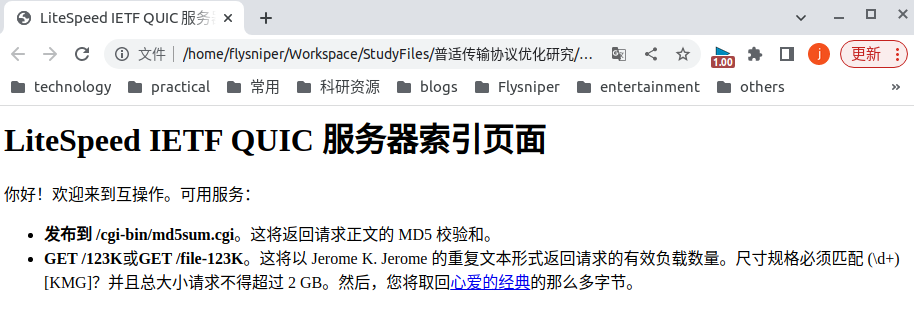 LiteSpeed IETF QUIC 服务
文件 | /home/flysniper/Workspace/StudyFiles/普适传输协议优化研究/…
1.00
j
更新
technology practical 常用 科研资源 blogs Flysniper entertainment others »
LiteSpeed IETF QUIC 服务器索引页面
你好！欢迎来到互操作。可用服务：
• 发布到 /cgi-bin/md5sum.cgi。这将返回请求正文的 MD5 校验和。
• GET /123K或GET /file-123K。这将以 Jerome K. Jerome 的重复文本形式返回请求的有效负载数量。尺寸规格必须匹配 (\d+)
[KMG]？并且总大小请求不得超过 2 GB。然后，您将取回心爱的经典的那么多字节。